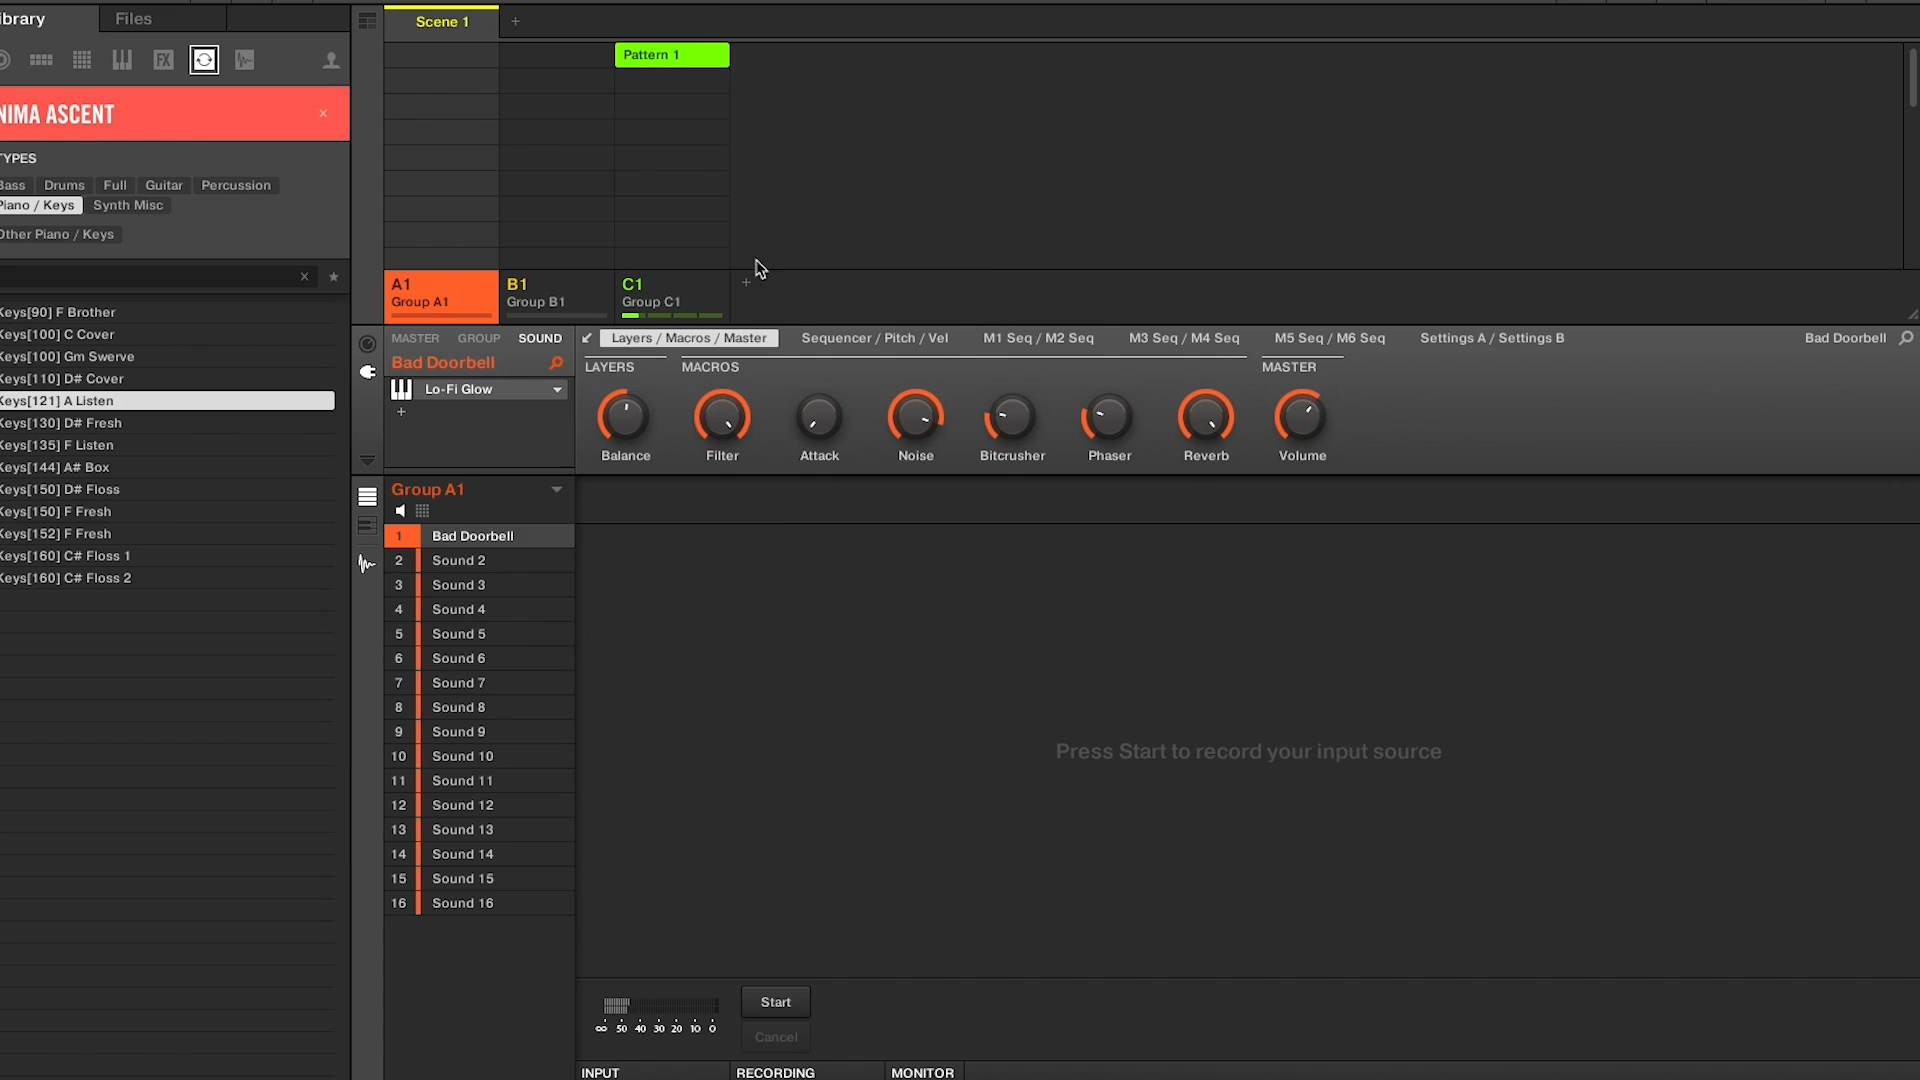 ibrary
Files
Scene 1
+
Pattern 1
FX
NIMA ASCENT
×
TYPES
Bass Drums Full Guitar Percussion
Piano / Keys Synth Misc
Other Piano / Keys
×
Keys[90] F Brother
Keys[100] C Cover
Keys[100] Gm Swerve
Keys[110] D# Cover
Keys[121] A Listen
Keys[130] D# Fresh
Keys[135] F Listen
Keys[144] A# Box
Keys[150] D# Floss
Keys[150] F Fresh
Keys[152] F Fresh
Keys[160] C# Floss 1
Keys[160] C# Floss 2
A1
Group A1
B1
Group B1
C1
Group C1
+
MASTER GROUP SOUND
Bad Doorbell
Lo-Fi Glow
+
Layers / Macros / Master
Sequencer / Pitch / Vel
M1 Seq / M2 Seq
M3 Seq / M4 Seq
M5 Seq / M6 Seq
Settings A / Settings B
Bad Doorbell
LAYERS
MACROS
MASTER
Balance
Filter
Attack
Noise
Bitcrusher
Phaser
Reverb
Volume
Group A1
1 Bad Doorbell
2 Sound 2
3 Sound 3
4 Sound 4
5 Sound 5
6 Sound 6
7 Sound 7
8 Sound 8
9 Sound 9
10 Sound 10
11 Sound 11
12 Sound 12
13 Sound 13
14 Sound 14
15 Sound 15
16 Sound 16
Press Start to record your input source
∞ 50 40 30 20 10 0
Start
Cancel
INPUT
RECORDING
MONITOR